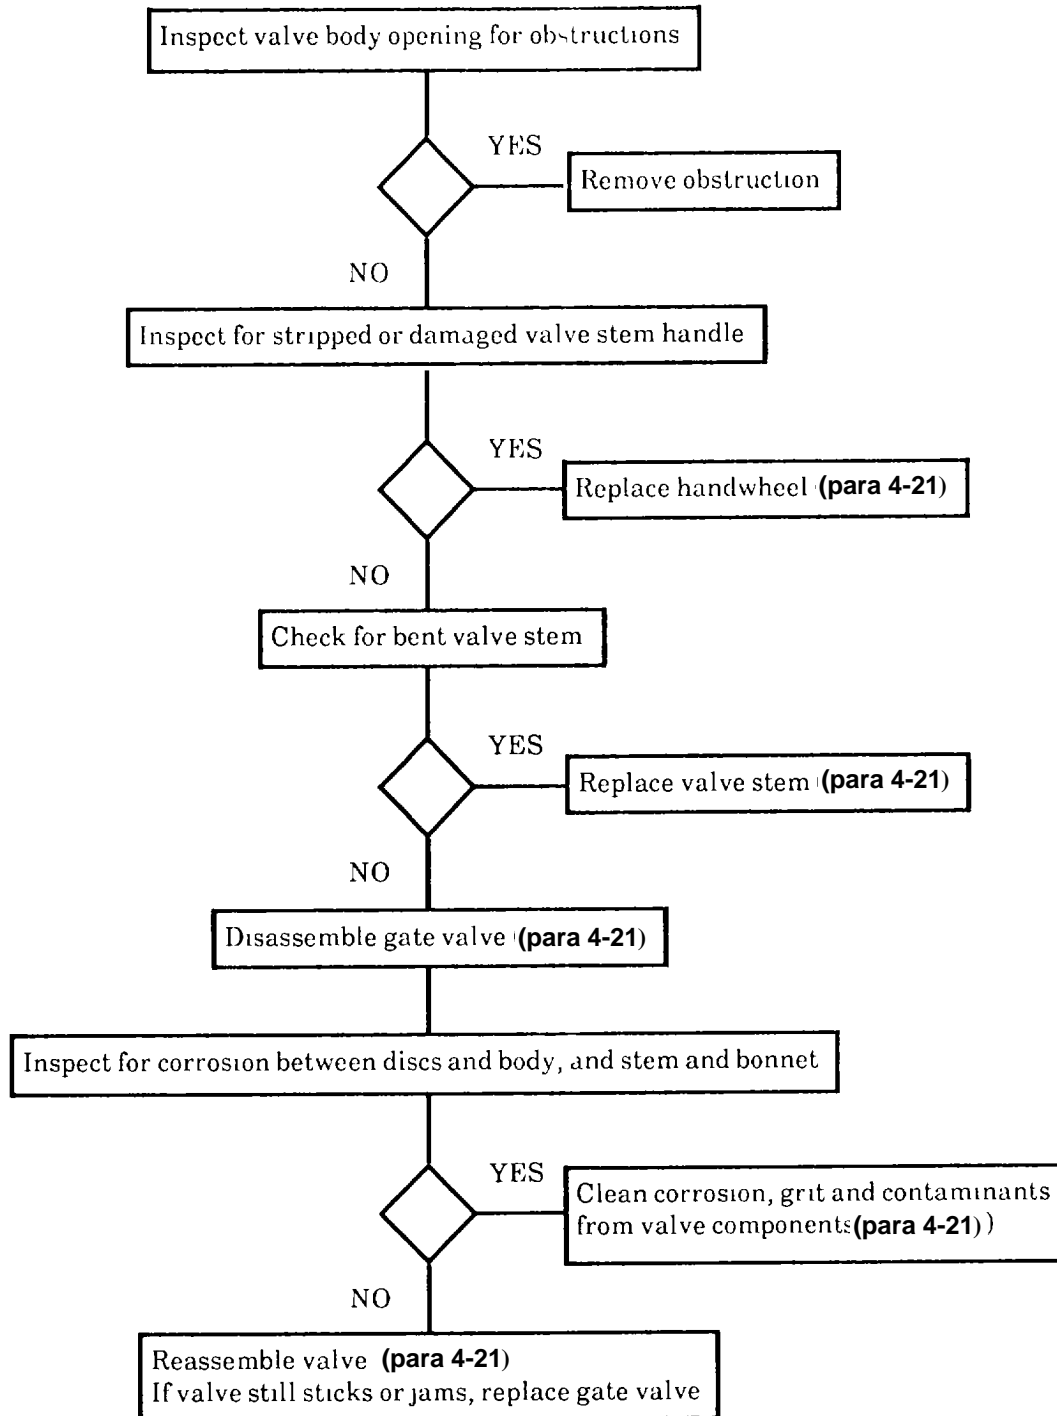 Inspect valve body opening for obstructions
YES
Remove obstruction
NO
Inspect for stripped or damaged valve stem handle
YES
Replace handwheel (para 4-21)
NO
Check for bent valve stem
YES
Replace valve stem (para 4-21)
NO
Disassemble gate valve (para 4-21)
Inspect for corrosion between discs and body, and stem and bonnet
YES
Clean corrosion, grit and contaminants
from valve components (para 4-21))
NO
Reassemble valve (para 4-21)
If valve still sticks or jams, replace gate valve